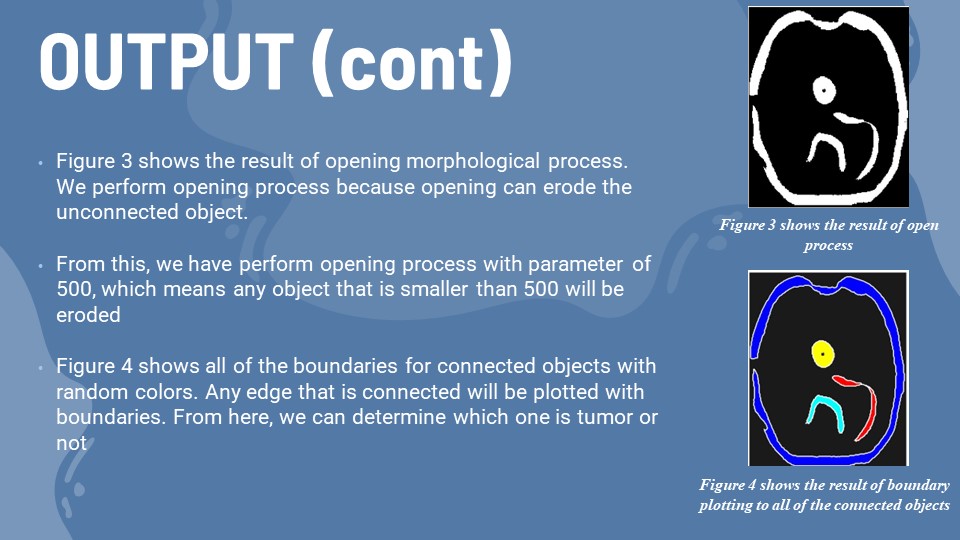 OUTPUT (cont)
• Figure 3 shows the result of opening morphological process.
We perform opening process because opening can erode the
unconnected object.
• From this, we have perform opening process with parameter of
500, which means any object that is smaller than 500 will be
eroded
• Figure 4 shows all of the boundaries for connected objects with
random colors. Any edge that is connected will be plotted with
boundaries. From here, we can determine which one is tumor or
not
Figure 3 shows the result of open
process
Figure 4 shows the result of boundary
plotting to all of the connected objects